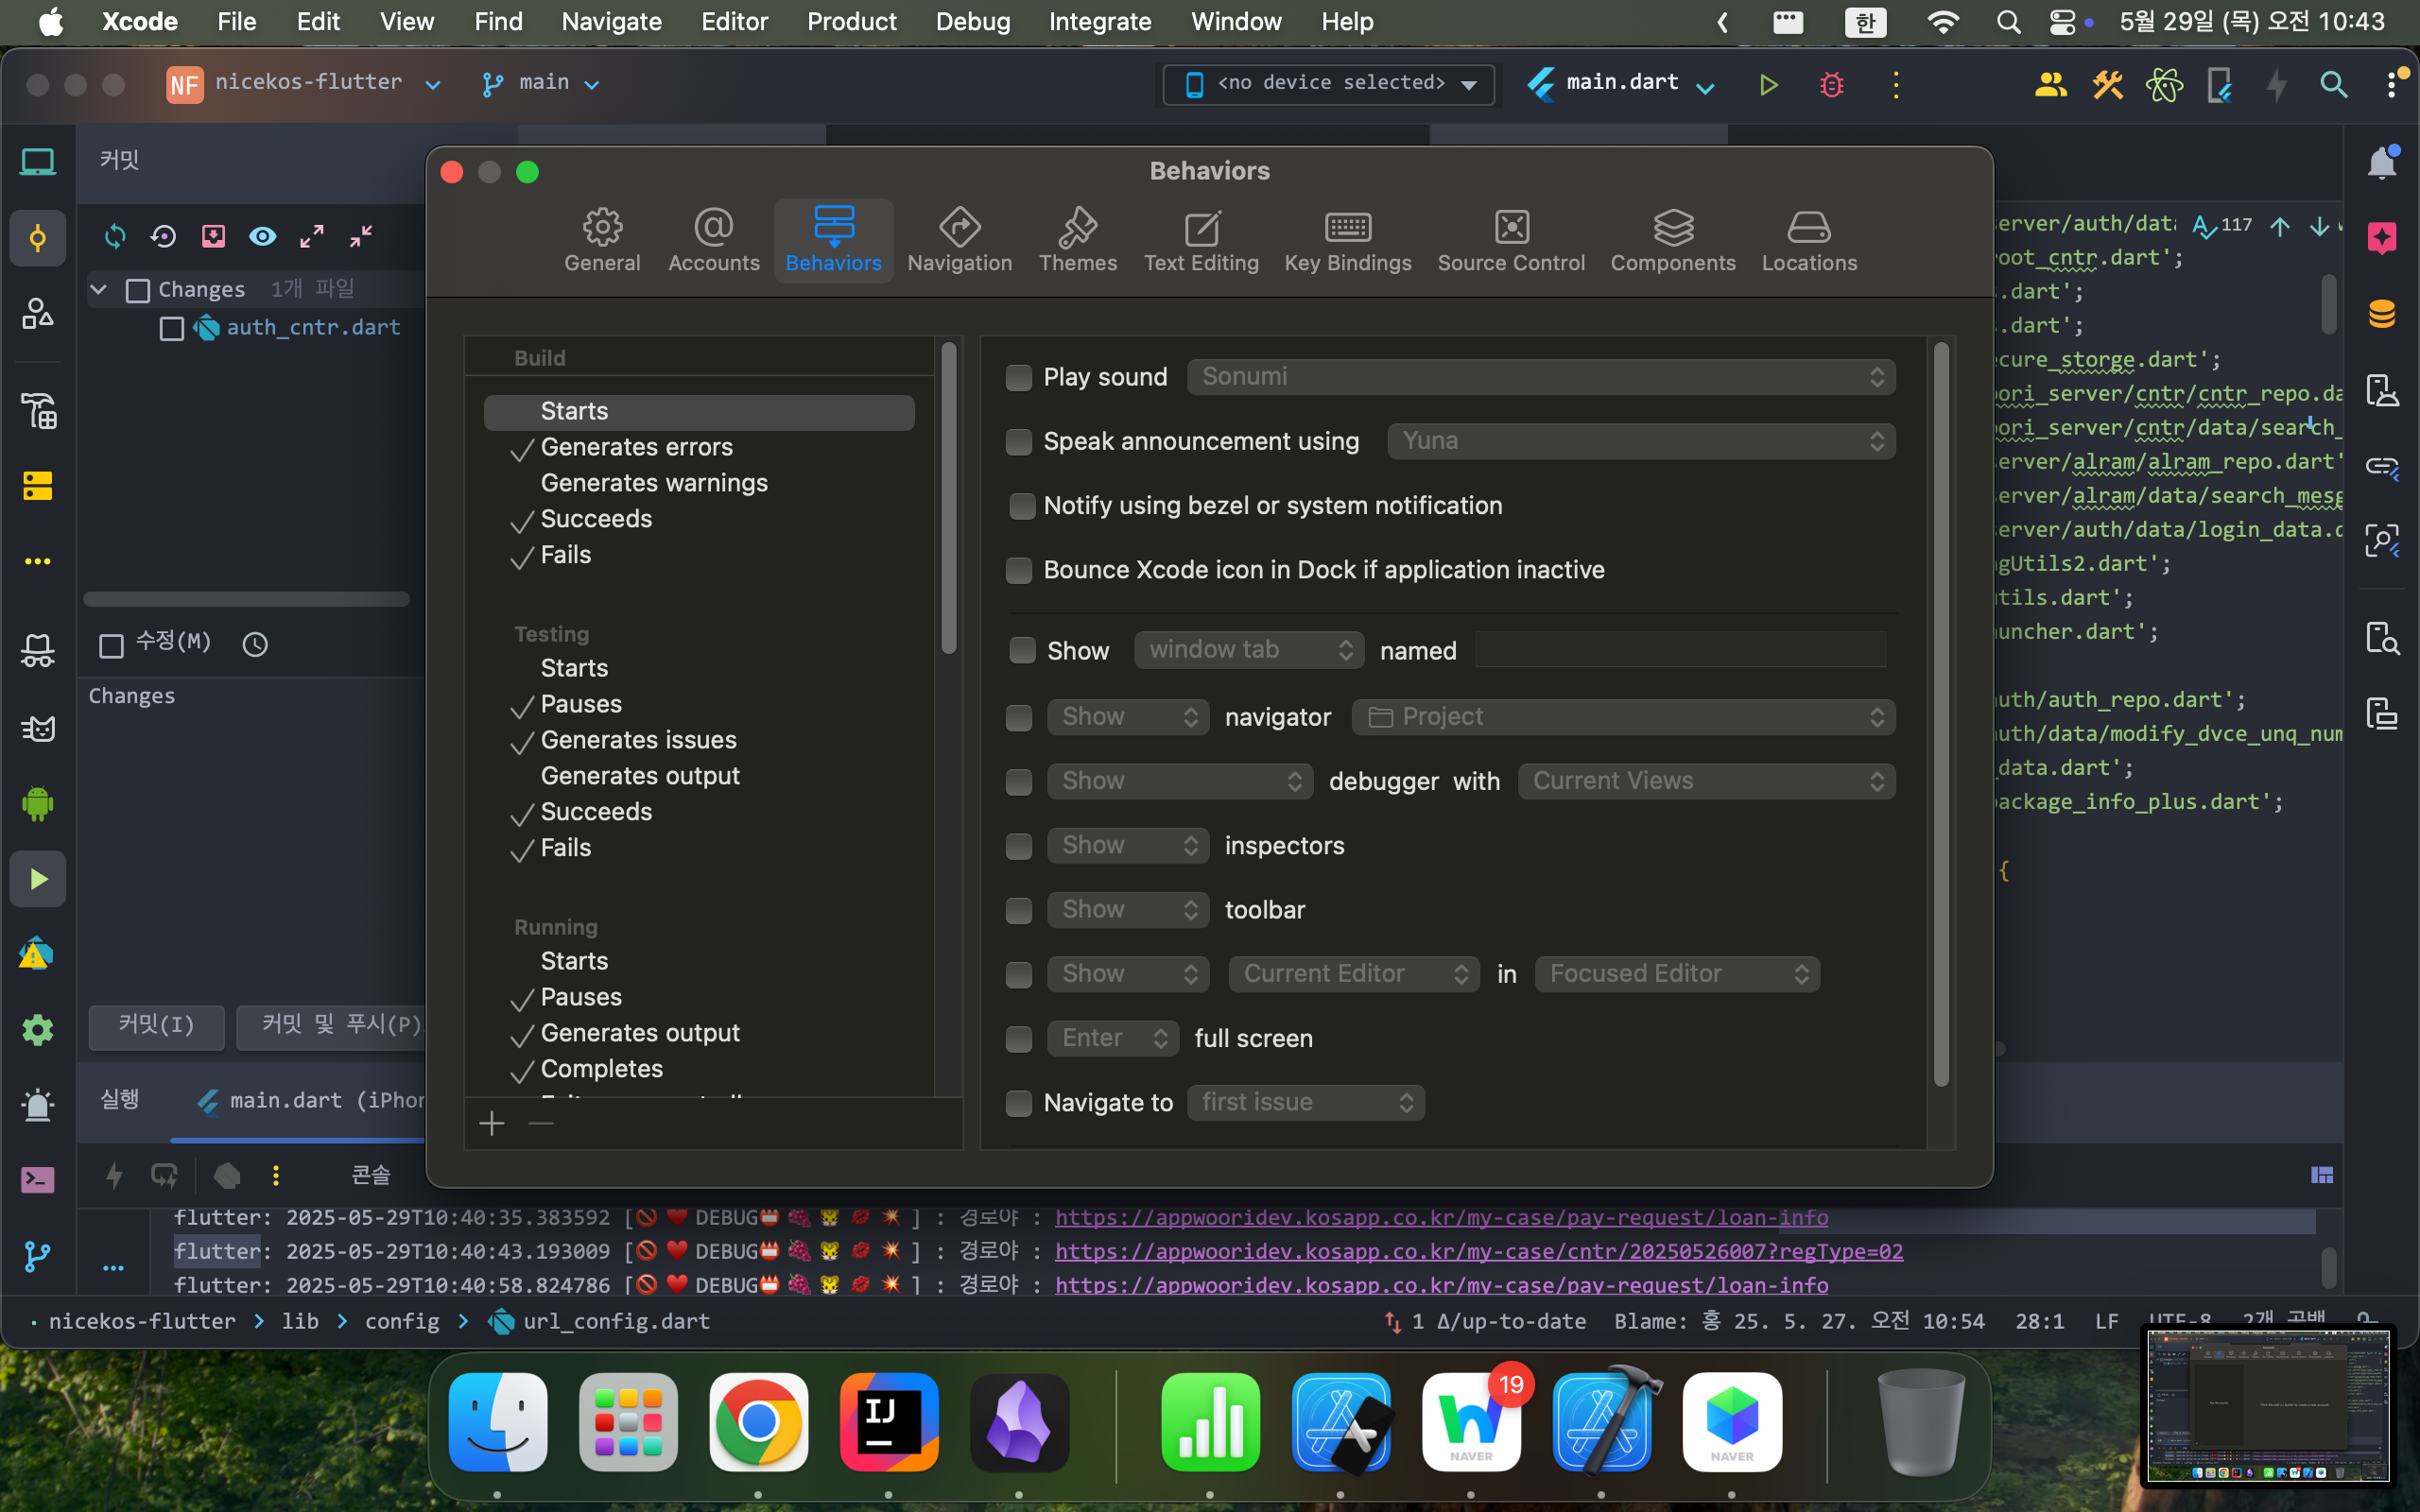 Xcode File Edit View Find Navigate Editor Product Debug Integrate Window Help 한 5월 29일 (목) 오전 10:43
NF nicekos-flutter main <no device selected> main.dart
커밋
Changes 1개 파일
auth_cntr.dart
수정(M)
Changes
커밋(I) 커밋 및 푸시(P)
Behaviors
General Accounts Behaviors Navigation Themes Text Editing Key Bindings Source Control Components Locations
Build
Starts
Generates errors
Generates warnings
Succeeds
Fails
Testing
Starts
Pauses
Generates issues
Generates output
Succeeds
Fails
Running
Starts
Pauses
Generates output
Completes
Play sound Sonumi
Speak announcement using Yuna
Notify using bezel or system notification
Bounce Xcode icon in Dock if application inactive
Show window tab named
Show navigator Project
Show debugger with Current Views
Show inspectors
Show toolbar
Show Current Editor in Focused Editor
Enter full screen
Navigate to first issue
erver/auth/dat 117
oot_cntr.dart';
.dart';
.dart';
cure_storge.dart';
ori_server/cntr/cntr_repo.da
ori_server/cntr/data/search_
erver/alram/alram_repo.dart'
erver/alram/data/search_mesg
erver/auth/data/login_data.d
gUtils2.dart';
tils.dart';
uncher.dart';
uth/auth_repo.dart';
uth/data/modify_dvce_unq_num
_data.dart';
ackage_info_plus.dart';
{
실행 main.dart (iPhon
콘솔
flutter: 2025-05-29T10:40:35.383592 [🚫 ♥️ DEBUG📛 🍇 🐯 💋 💥 ] : 경로야 : https://appwooridev.kosapp.co.kr/my-case/pay-request/loan-info
flutter: 2025-05-29T10:40:43.193009 [🚫 ♥️ DEBUG📛 🍇 🐯 💋 💥 ] : 경로야 : https://appwooridev.kosapp.co.kr/my-case/cntr/20250526007?regType=02
flutter: 2025-05-29T10:40:58.824786 [🚫 ♥️ DEBUG📛 🍇 🐯 💋 💥 ] : 경로야 : https://appwooridev.kosapp.co.kr/my-case/pay-request/loan-info
nicekos-flutter > lib > config > url_config.dart 1 Δ/up-to-date Blame: 홍 25. 5. 27. 오전 10:54 28:1 LF UTF-8 2개 공백
IJ NAVER 19 NAVER